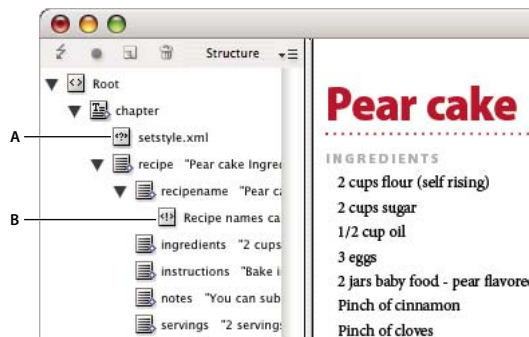 Structure
Root
chapter
A
setstyle.xml
recipe "Pear cake Ingre
recipename "Pear ca
B
Recipe names ca
ingredients "2 cups
instructions "Bake i
notes "You can sub
servings "2 serving
Pear cake
INGREDIENTS
2 cups flour (self rising)
2 cups sugar
1/2 cup oil
3 eggs
2 jars baby food - pear flavored
Pinch of cinnamon
Pinch of cloves